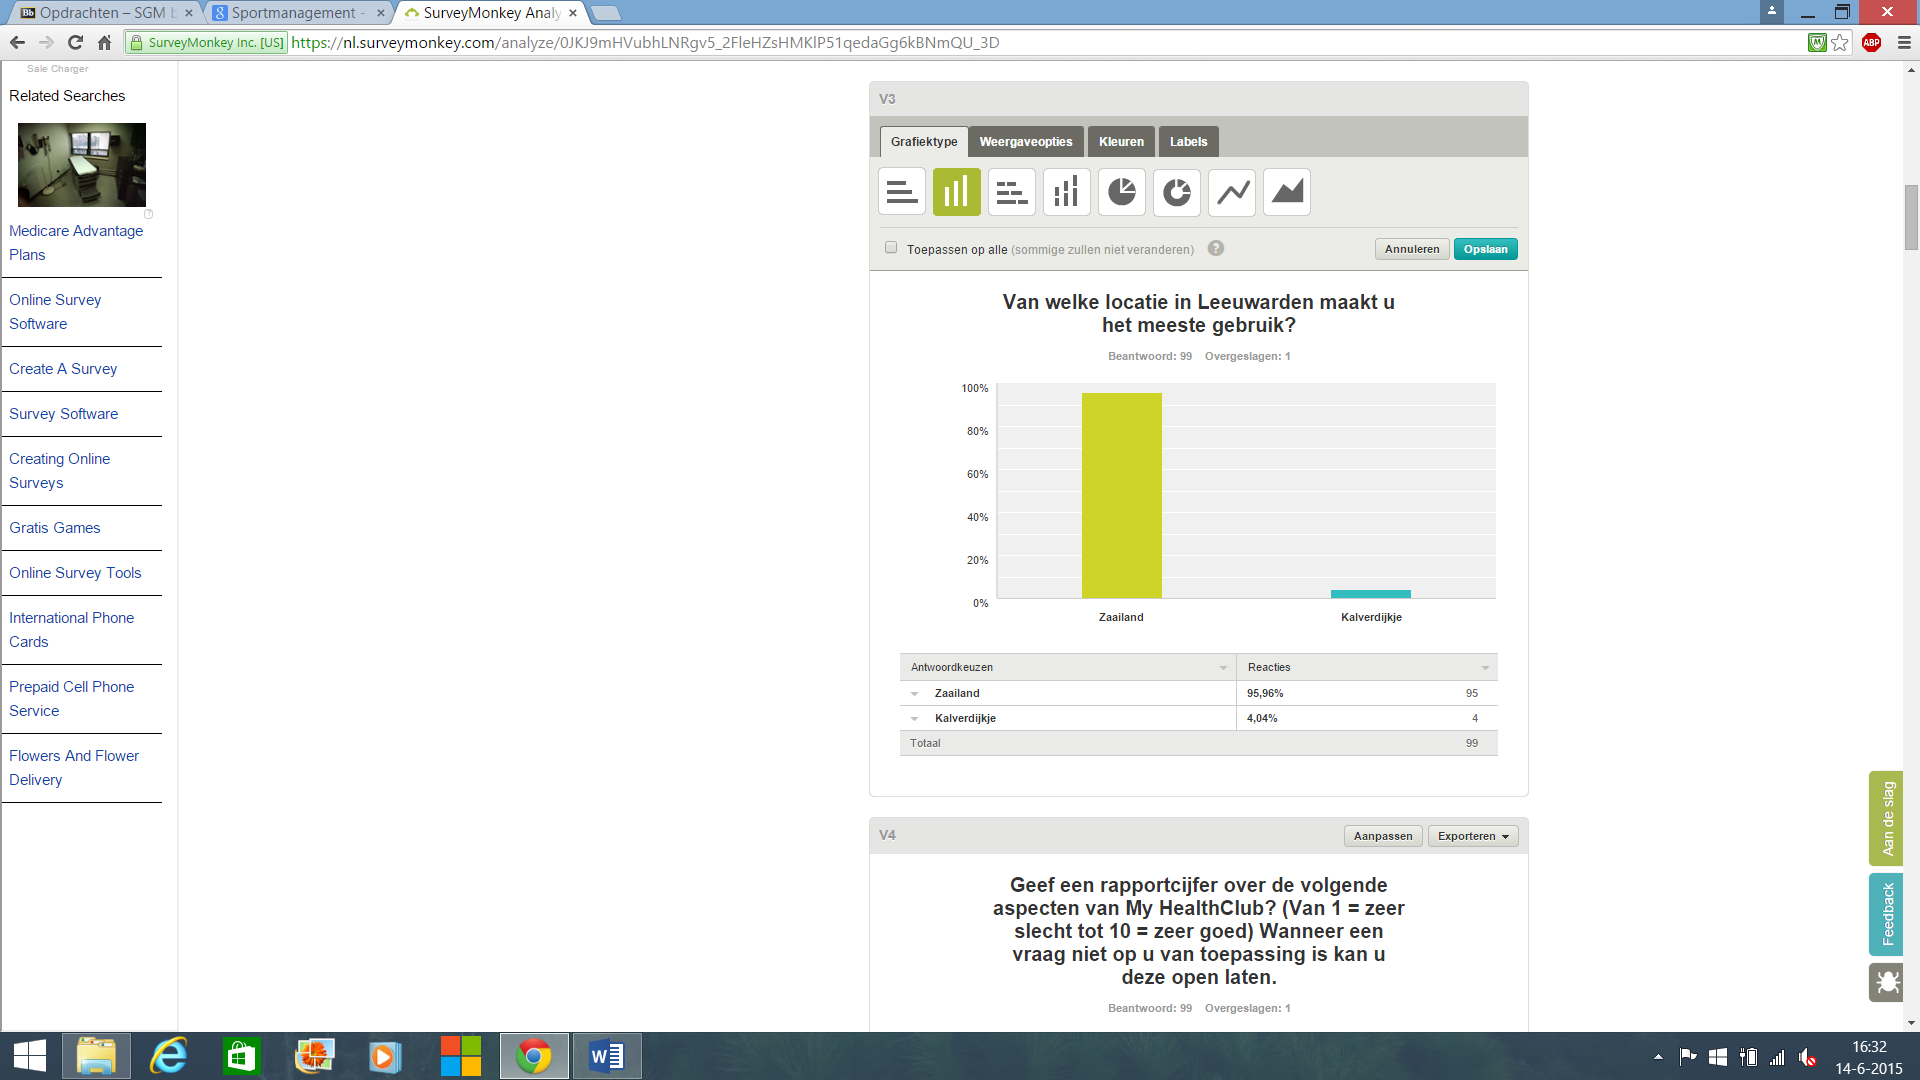 Opdrachten – SGM b
Sportmanagement -
SurveyMonkey Analy
SurveyMonkey Inc. [US]
https://nl.surveymonkey.com/analyze/0JKJ9mHVubhLNRgv5_2FleHZsHMKlP51qedaGg6kBNmQU_3D
ABP
Sale Charger
Related Searches
Medicare Advantage
Plans
Online Survey
Software
Create A Survey
Survey Software
Creating Online
Surveys
Gratis Games
Online Survey Tools
International Phone
Cards
Prepaid Cell Phone
Service
Flowers And Flower
Delivery
V3
Grafiektype
Weergaveopties
Kleuren
Labels
Toepassen op alle (sommige zullen niet veranderen) ?
Annuleren
Opslaan
Van welke locatie in Leeuwarden maakt u
het meeste gebruik?
Beantwoord: 99 Overgeslagen: 1
100%
80%
60%
40%
20%
0%
Zaailand
Kalverdijkje
Antwoordkeuzen Reacties
Zaailand 95,96% 95
Kalverdijkje 4,04% 4
Totaal 99
V4
Aanpassen
Exporteren
Geef een rapportcijfer over de volgende
aspecten van My HealthClub? (Van 1 = zeer
slecht tot 10 = zeer goed) Wanneer een
vraag niet op u van toepassing is kan u
deze open laten.
Beantwoord: 99 Overgeslagen: 1
Aan de slag
Feedback
16:32
14-6-2015